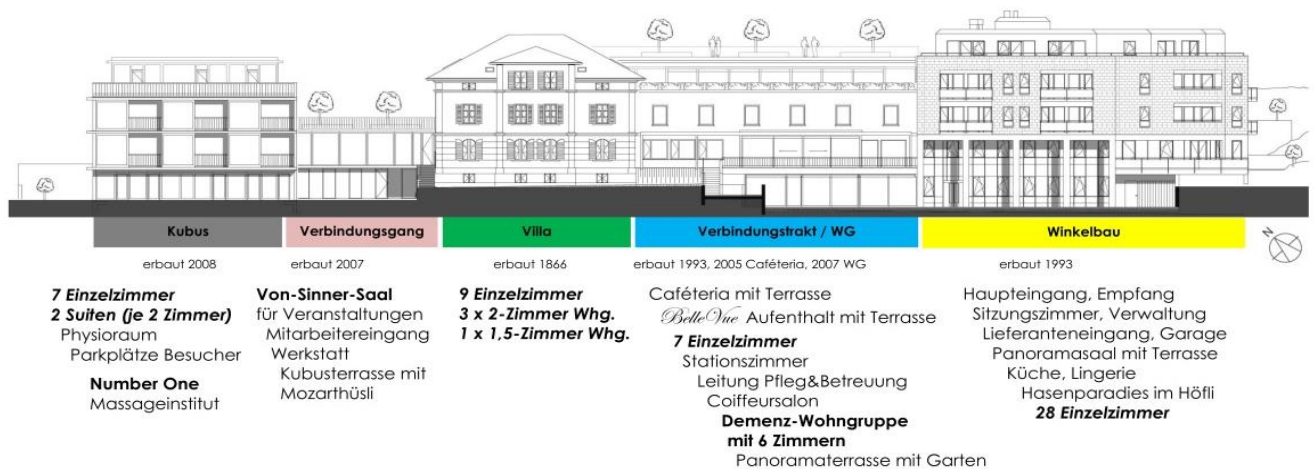 Kubus
Verbindungsgang
Villa
Verbindungstrakt / WG
Winkelbau
N
erbaut 2008
erbaut 2007
erbaut 1866
erbaut 1993, 2005 Caféteria, 2007 WG
erbaut 1993
7 Einzelzimmer
2 Suiten (je 2 Zimmer)
Physioraum
Parkplätze Besucher
Number One
Massageinstitut
Von-Sinner-Saal
für Veranstaltungen
Mitarbeitereingang
Werkstatt
Kubusterrasse mit
Mozarthüsli
9 Einzelzimmer
3 x 2-Zimmer Whg.
1 x 1,5-Zimmer Whg.
Caféteria mit Terrasse
BelleVue Aufenthalt mit Terrasse
7 Einzelzimmer
Stationszimmer
Leitung Pfleg&Betreuung
Coiffeursalon
Demenz-Wohngruppe
mit 6 Zimmern
Panoramaterrasse mit Garten
Haupteingang, Empfang
Sitzungszimmer, Verwaltung
Lieferanteneingang, Garage
Panoramasaal mit Terrasse
Küche, Lingerie
Hasenparadies im Höfli
28 Einzelzimmer